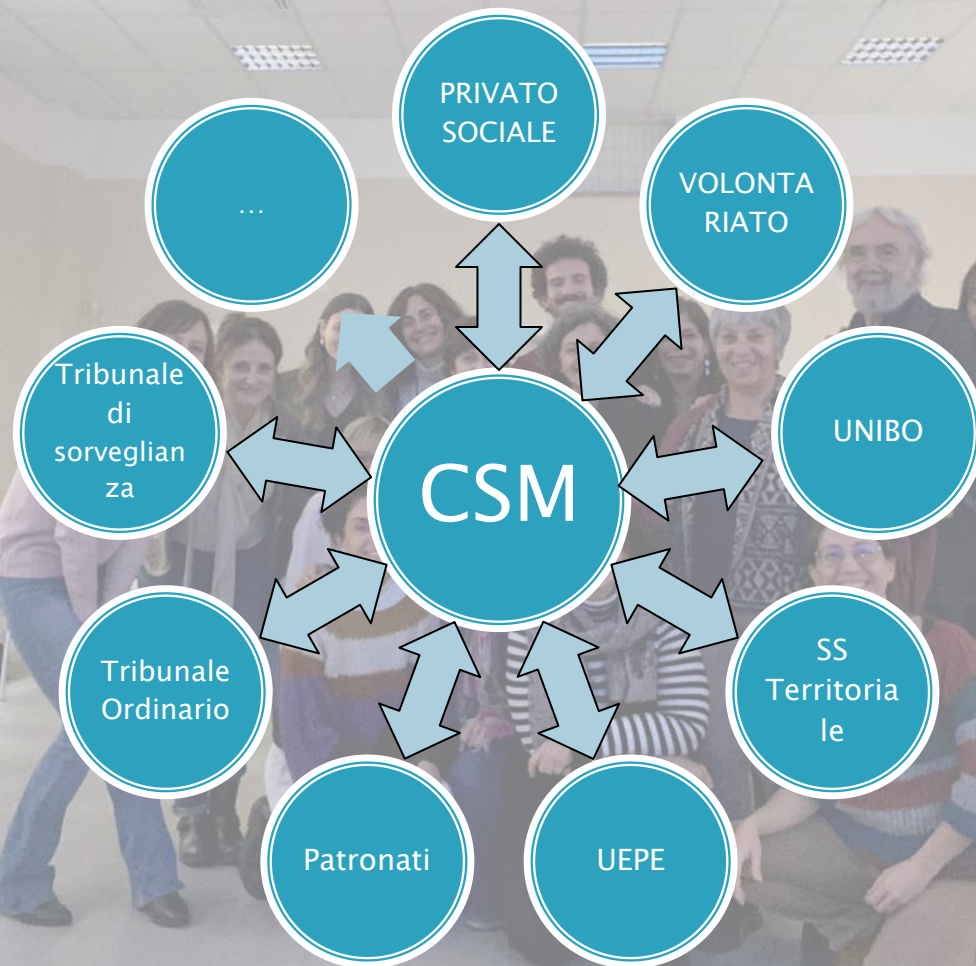 PRIVATO
SOCIALE
VOLONTA
RIATO
UNIBO
SS
Territoria
le
UEPE
Patronati
Tribunale
Ordinario
Tribunale
di
sorveglian
za
...
CSM